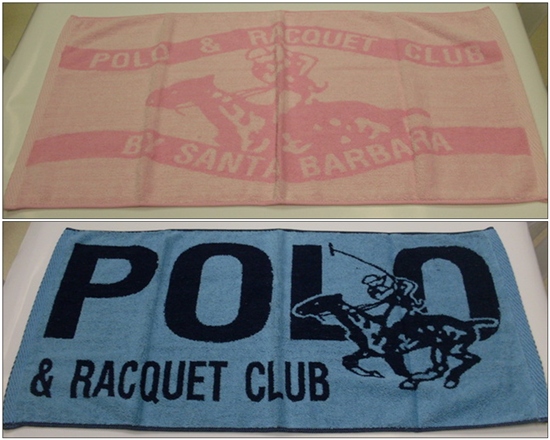 POLO & RACQUET CLUB
BY SANTA BARBARA
POLO
& RACQUET CLUB